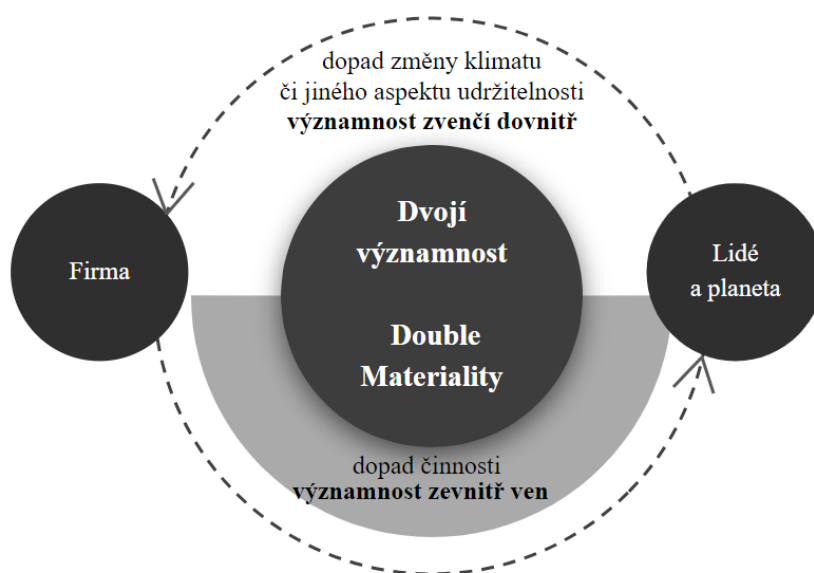 dopad změny klimatu
či jiného aspektu udržitelnosti
významnost zvenčí dovnitř
Dvojí
významnost
Double
Materiality
Firma
Lidé
a planeta
dopad činnosti
významnost zevnitř ven